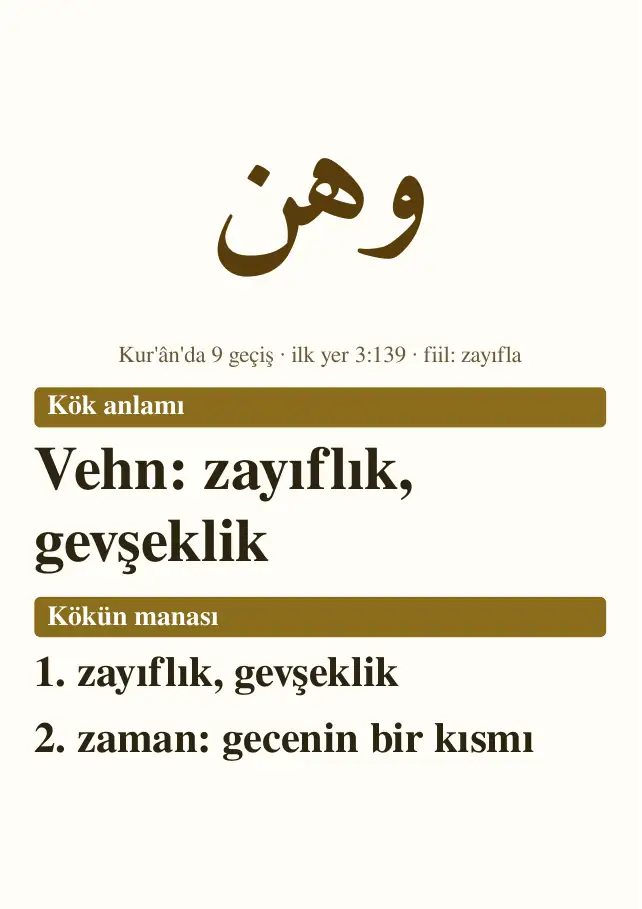 وهن
Kur'ân'da 9 geçiş · ilk yer 3:139 · fiil: zayıfla
Kök anlamı
Vehn: zayıflık,
gevşeklik
Kökün manası
1. zayıflık, gevşeklik
2. zaman: gecenin bir kısmı